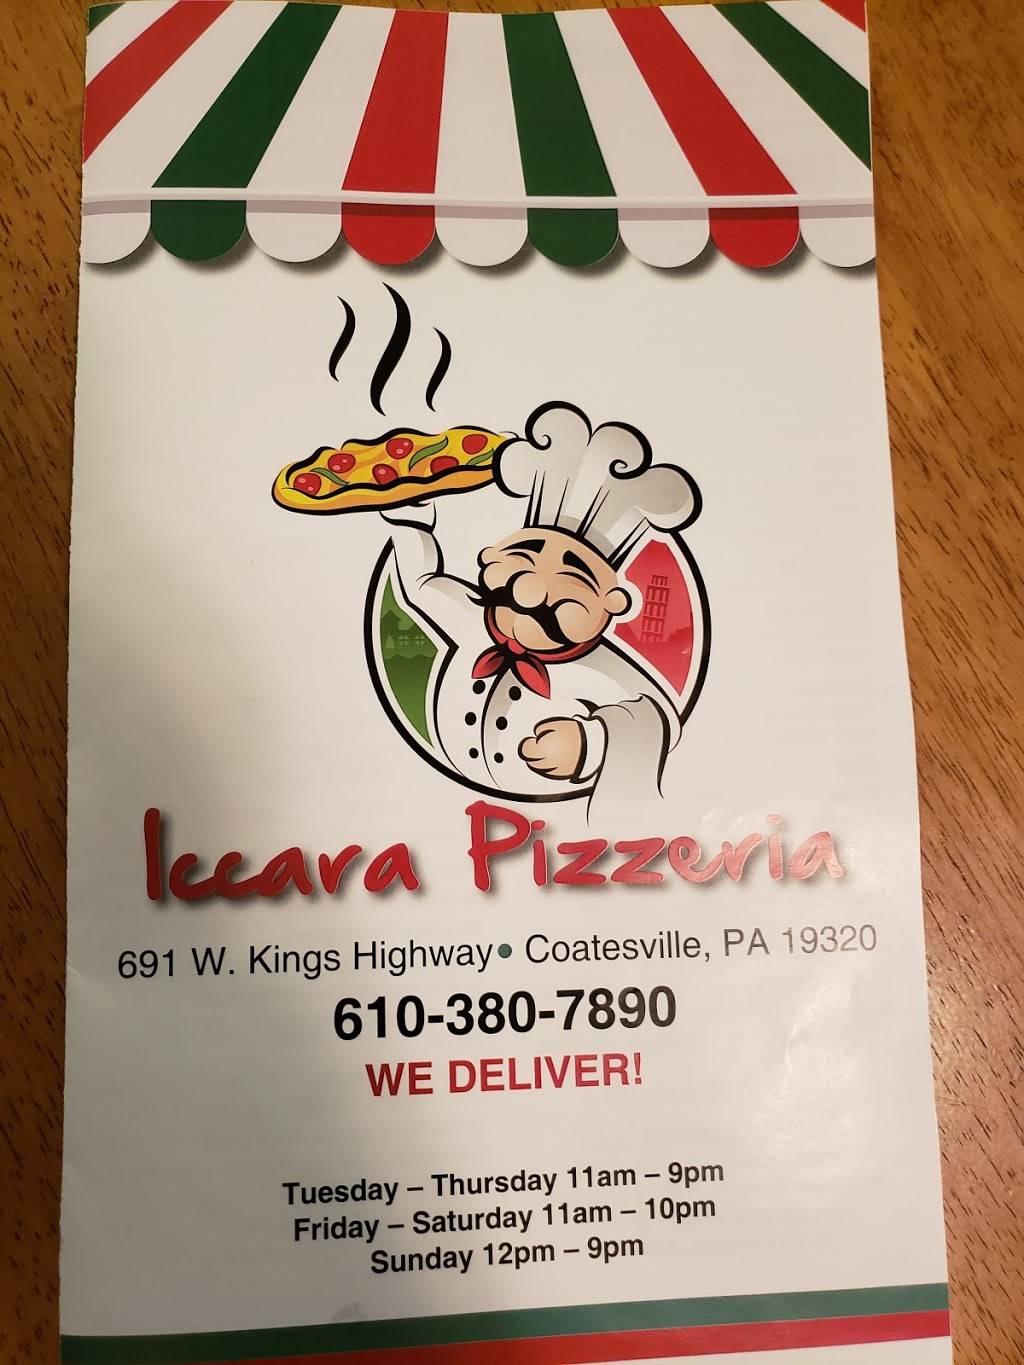 Iccara Pizzeria
691 W. Kings Highway• Coatesville, PA 19320
610-380-7890
WE DELIVER!
Tuesday – Thursday 11am – 9pm
Friday – Saturday 11am – 10pm
Sunday 12pm – 9pm